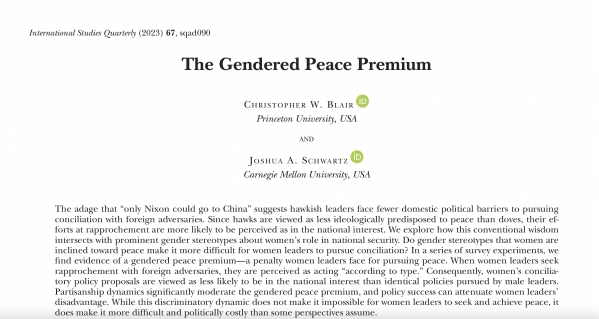 International Studies Quarterly (2023) 67, sqad090
The Gendered Peace Premium
CHRISTOPHER W. BLAIR iD
Princeton University, USA
AND
JOSHUA A. SCHWARTZ iD
Carnegie Mellon University, USA
The adage that “only Nixon could go to China” suggests hawkish leaders face fewer domestic political barriers to pursuing
conciliation with foreign adversaries. Since hawks are viewed as less ideologically predisposed to peace than doves, their ef-
forts at rapprochement are more likely to be perceived as in the national interest. We explore how this conventional wisdom
intersects with prominent gender stereotypes about women’s role in national security. Do gender stereotypes that women are
inclined toward peace make it more difficult for women leaders to pursue conciliation? In a series of survey experiments, we
find evidence of a gendered peace premium—a penalty women leaders face for pursuing peace. When women leaders seek
rapprochement with foreign adversaries, they are perceived as acting “according to type.” Consequently, women’s concilia-
tory policy proposals are viewed as less likely to be in the national interest than identical policies pursued by male leaders.
Partisanship dynamics significantly moderate the gendered peace premium, and policy success can attenuate women leaders’
disadvantage. While this discriminatory dynamic does not make it impossible for women leaders to seek and achieve peace, it
does make it more difficult and politically costly than some perspectives assume.